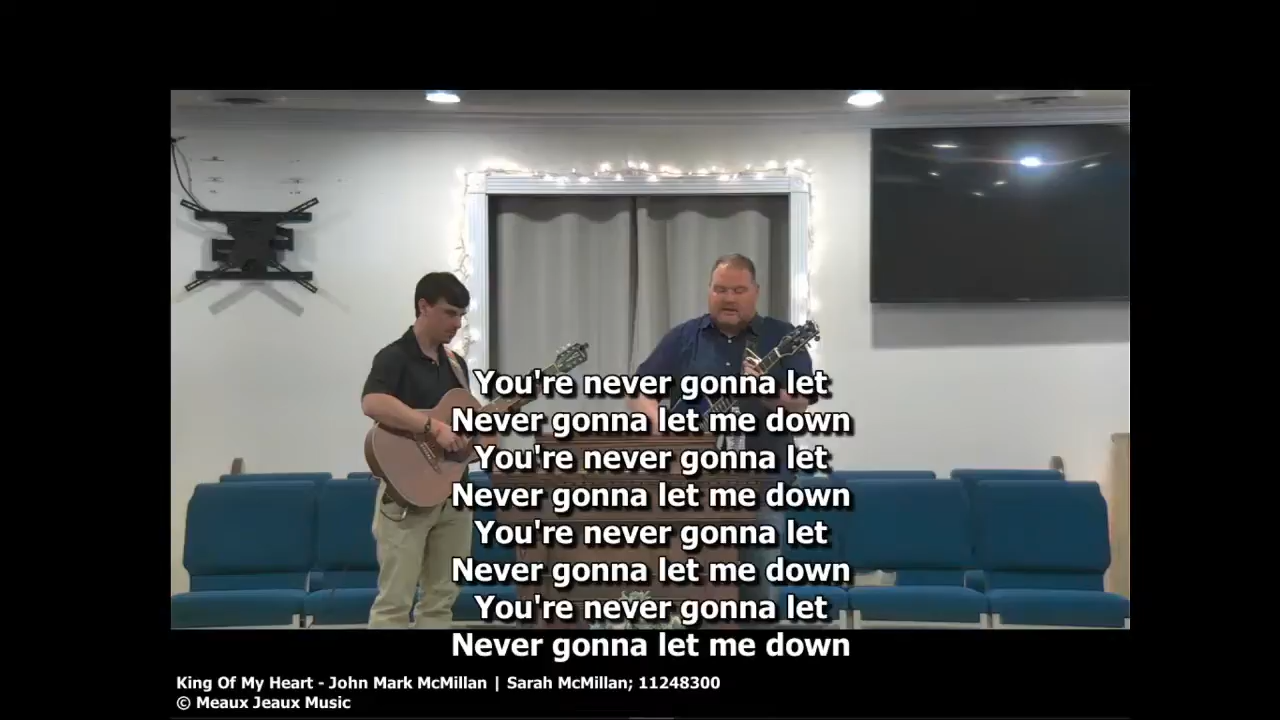 You're never gonna let
Never gonna let me down
You're never gonna let
Never gonna let me down
You're never gonna let
Never gonna let me down
You're never gonna let
Never gonna let me down
King Of My Heart - John Mark McMillan | Sarah McMillan; 11248300
© Meaux Jeaux Music